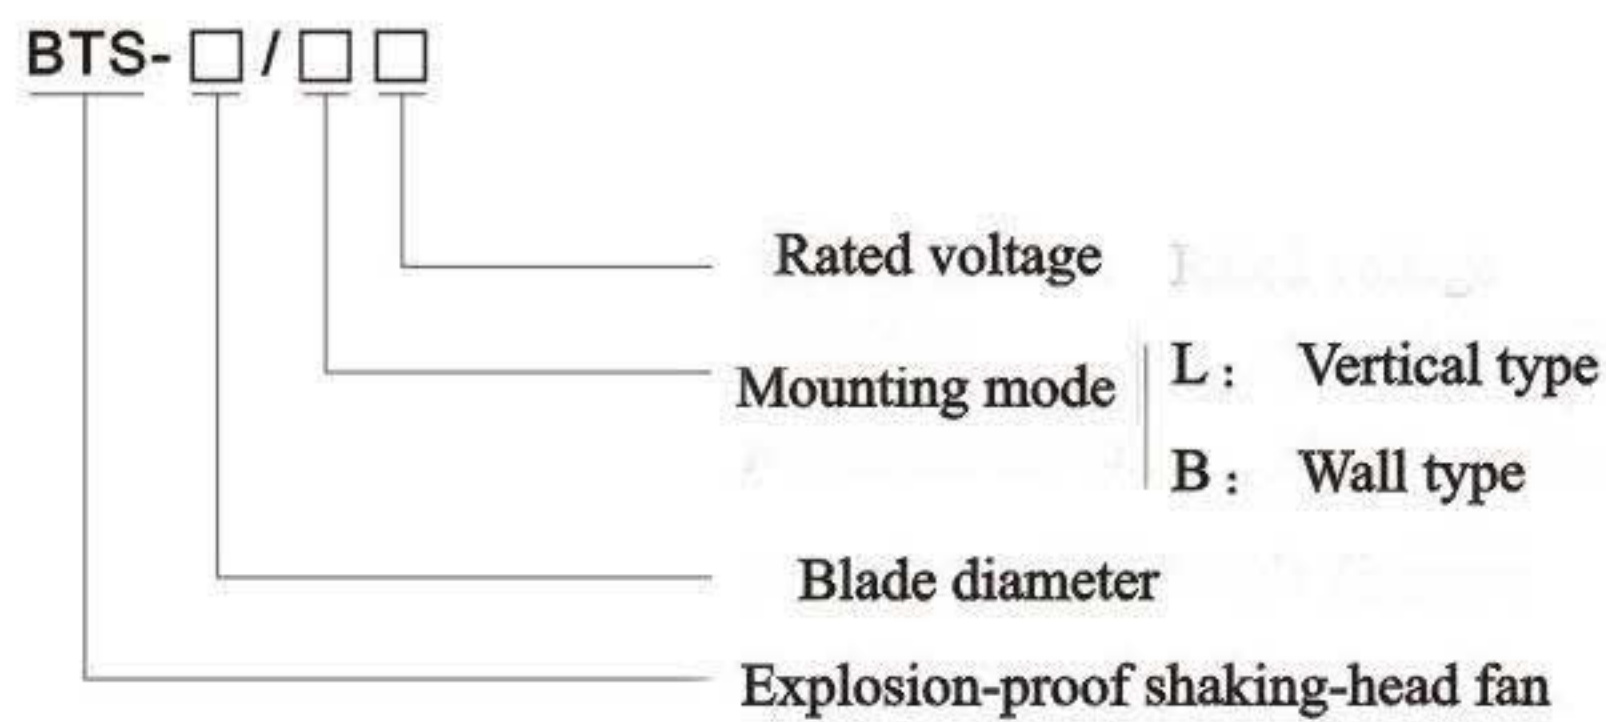 BTS-□/□□
Rated voltage
Mounting mode
L： Vertical type
B： Wall type
Blade diameter
Explosion-proof shaking-head fan